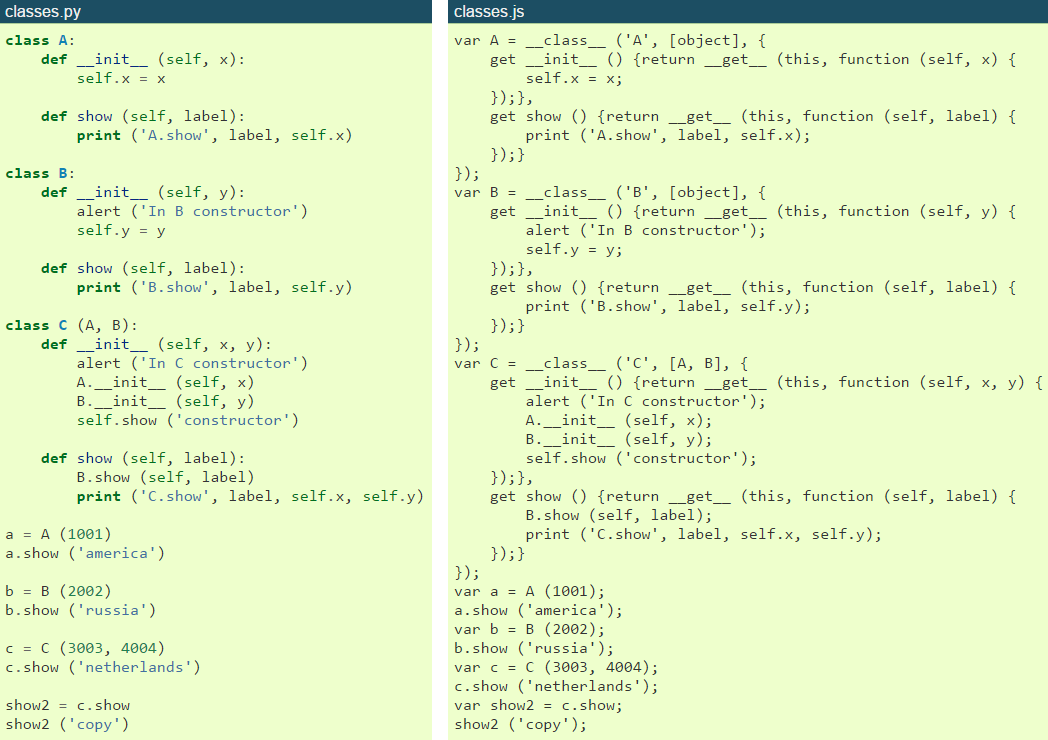 classes.py
class A:
    def __init__ (self, x):
        self.x = x

    def show (self, label):
        print ('A.show', label, self.x)

class B:
    def __init__ (self, y):
        alert ('In B constructor')
        self.y = y

    def show (self, label):
        print ('B.show', label, self.y)

class C (A, B):
    def __init__ (self, x, y):
        alert ('In C constructor')
        A.__init__ (self, x)
        B.__init__ (self, y)
        self.show ('constructor')

    def show (self, label):
        B.show (self, label)
        print ('C.show', label, self.x, self.y)

a = A (1001)
a.show ('america')

b = B (2002)
b.show ('russia')

c = C (3003, 4004)
c.show ('netherlands')

show2 = c.show
show2 ('copy')
classes.js
var A = __class__ ('A', [object], {
    get __init__ () {return __get__ (this, function (self, x) {
        self.x = x;
    });},
    get show () {return __get__ (this, function (self, label) {
        print ('A.show', label, self.x);
    });}
});
var B = __class__ ('B', [object], {
    get __init__ () {return __get__ (this, function (self, y) {
        alert ('In B constructor');
        self.y = y;
    });},
    get show () {return __get__ (this, function (self, label) {
        print ('B.show', label, self.y);
    });}
});
var C = __class__ ('C', [A, B], {
    get __init__ () {return __get__ (this, function (self, x, y) {
        alert ('In C constructor');
        A.__init__ (self, x);
        B.__init__ (self, y);
        self.show ('constructor');
    });},
    get show () {return __get__ (this, function (self, label) {
        B.show (self, label);
        print ('C.show', label, self.x, self.y);
    });}
});
var a = A (1001);
a.show ('america');
var b = B (2002);
b.show ('russia');
var c = C (3003, 4004);
c.show ('netherlands');
var show2 = c.show;
show2 ('copy');